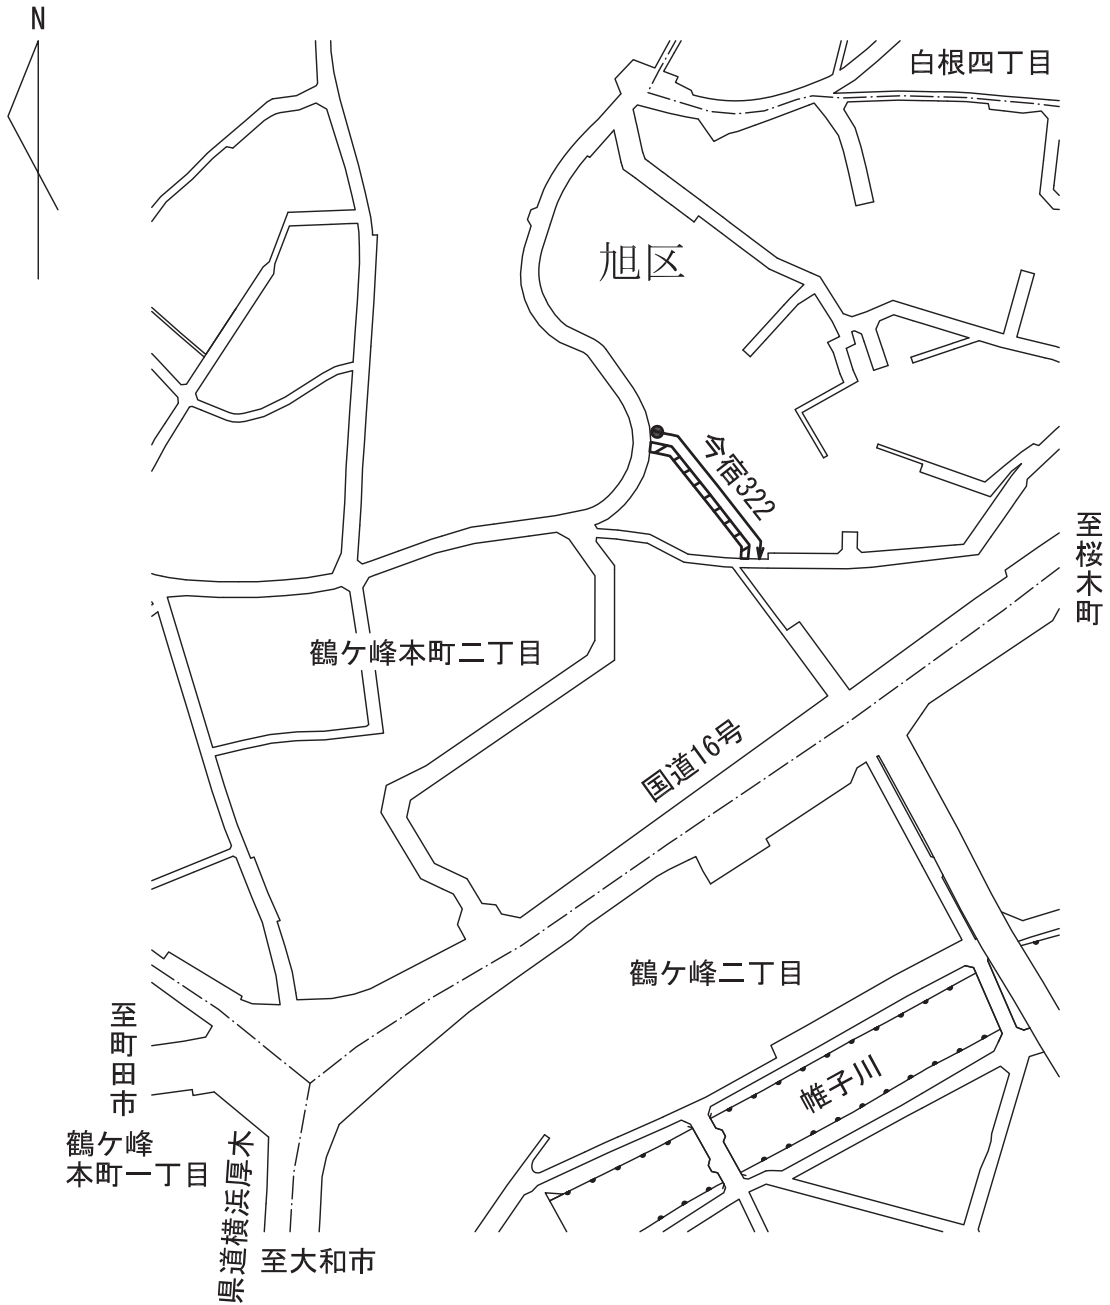 N
白根四丁目
旭区
今宿322
至桜木町
鶴ケ峰本町二丁目
国道16号
鶴ケ峰二丁目
至町田市
帷子川
鶴ケ峰
本町一丁目
県道横浜厚木
至大和市